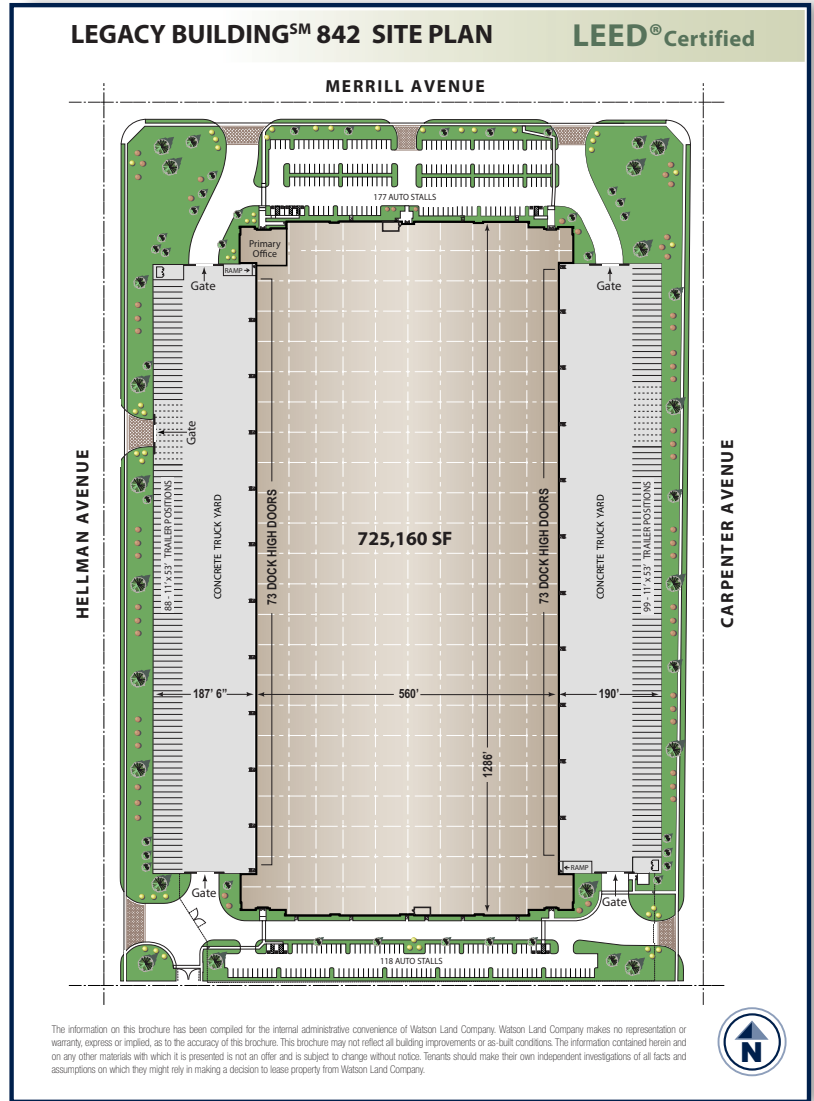 LEGACY BUILDING℠ 842 SITE PLAN
LEED® Certified
MERRILL AVENUE
177 AUTO STALLS
Primary
Office
RAMP
Gate
Gate
Gate
HELLMAN AVENUE
88 - 11' x 53' TRAILER POSITIONS
CONCRETE TRUCK YARD
73 DOCK HIGH DOORS
725,160 SF
73 DOCK HIGH DOORS
CONCRETE TRUCK YARD
99 - 11' x 53' TRAILER POSITIONS
CARPENTER AVENUE
187' 6"
560'
190'
1286'
RAMP
Gate
Gate
118 AUTO STALLS
The information on this brochure has been compiled for the internal administrative convenience of Watson Land Company. Watson Land Company makes no representation or
warranty, express or implied, as to the accuracy of this brochure. This brochure may not reflect all building improvements or as-built conditions. The information contained herein and
on any other materials with which it is presented is not an offer and is subject to change without notice. Tenants should make their own independent investigations of all facts and
assumptions on which they might rely in making a decision to lease property from Watson Land Company.
N